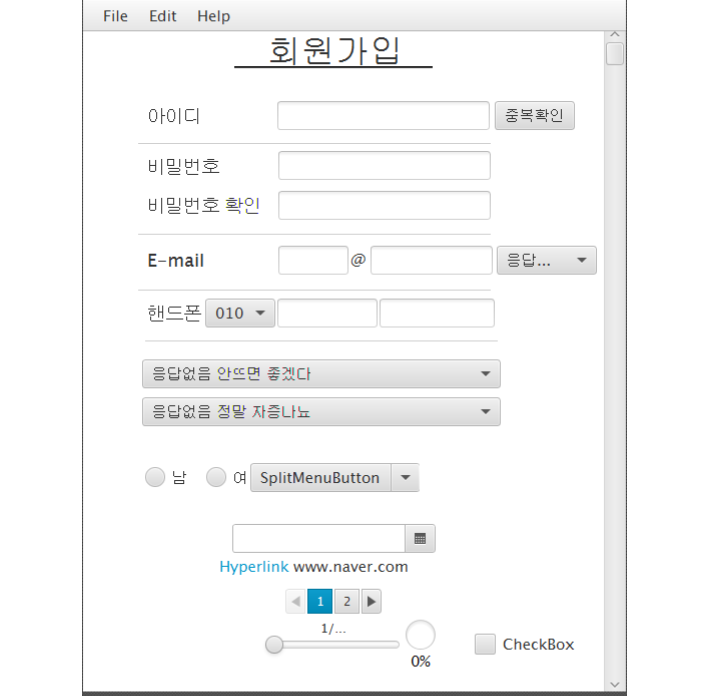 File Edit Help
회원가입
아이디 중복확인
비밀번호
비밀번호 확인
E-mail @ 응답...
핸드폰 010
응답없음 안뜨면 좋겠다
응답없음 정말 자증나뇨
남 여 SplitMenuButton
Hyperlink www.naver.com
1 2
1/...
0% CheckBox